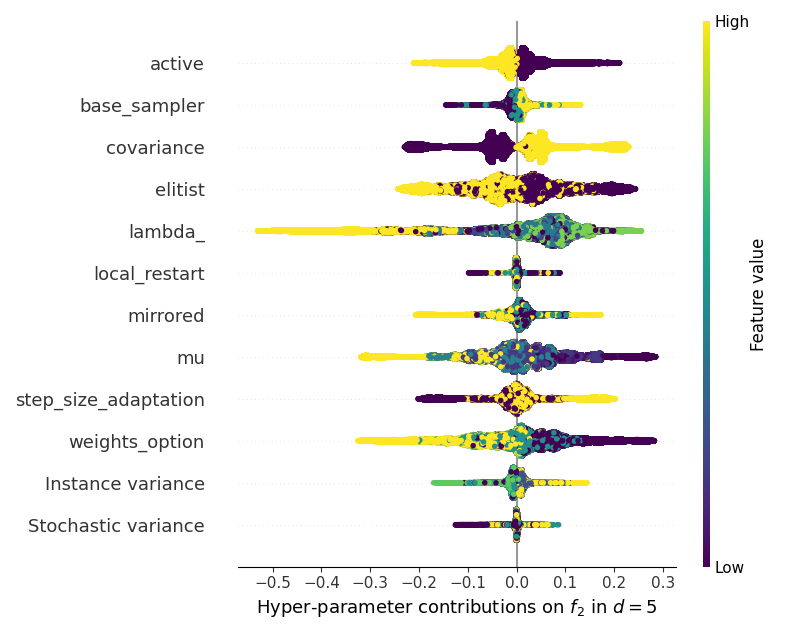 High
active
base_sampler
covariance
elitist
lambda_
local_restart
mirrored
mu
step_size_adaptation
weights_option
Instance variance
Stochastic variance
Feature value
Low
−0.5 −0.4 −0.3 −0.2 −0.1 0.0 0.1 0.2 0.3
Hyper-parameter contributions on f₂ in d = 5